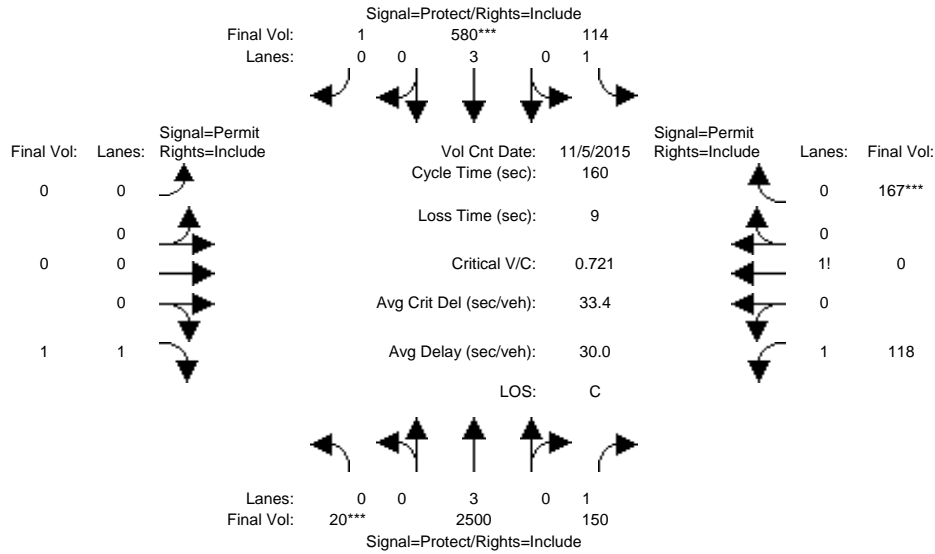 Signal=Protect/Rights=Include
Final Vol: 1 580*** 114
Lanes: 0 0 3 0 1
Signal=Permit Signal=Permit
Final Vol: Lanes: Rights=Include Vol Cnt Date: 11/5/2015 Rights=Include Lanes: Final Vol:
Cycle Time (sec): 160
0 0 0 167***
Loss Time (sec): 9
0 0
0 0 Critical V/C: 0.721 1! 0
0 Avg Crit Del (sec/veh): 33.4 0
1 1 Avg Delay (sec/veh): 30.0 1 118
LOS: C
Lanes: 0 0 3 0 1
Final Vol: 20*** 2500 150
Signal=Protect/Rights=Include